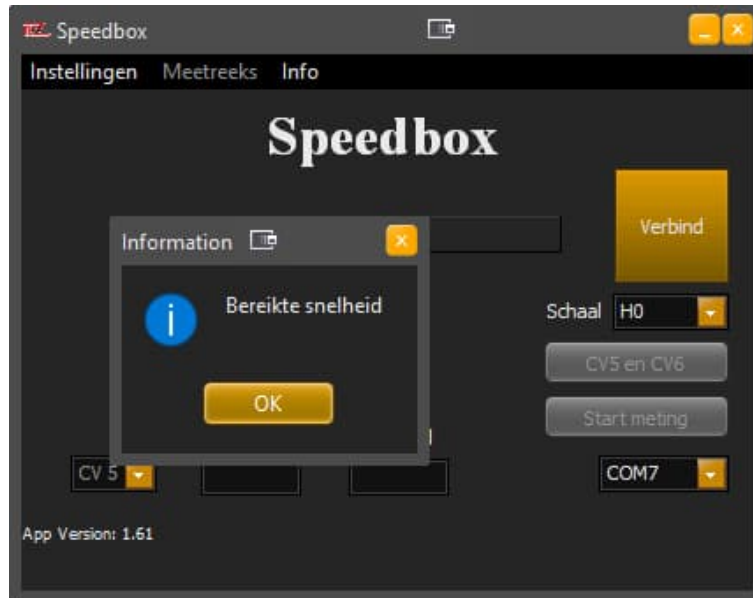 Speedbox
Instellingen Meetreeks Info
Speedbox
Verbind
Information
Bereikte snelheid
OK
Schaal H0
CV5 en CV6
Start meting
CV 5
COM7
App Version: 1.61